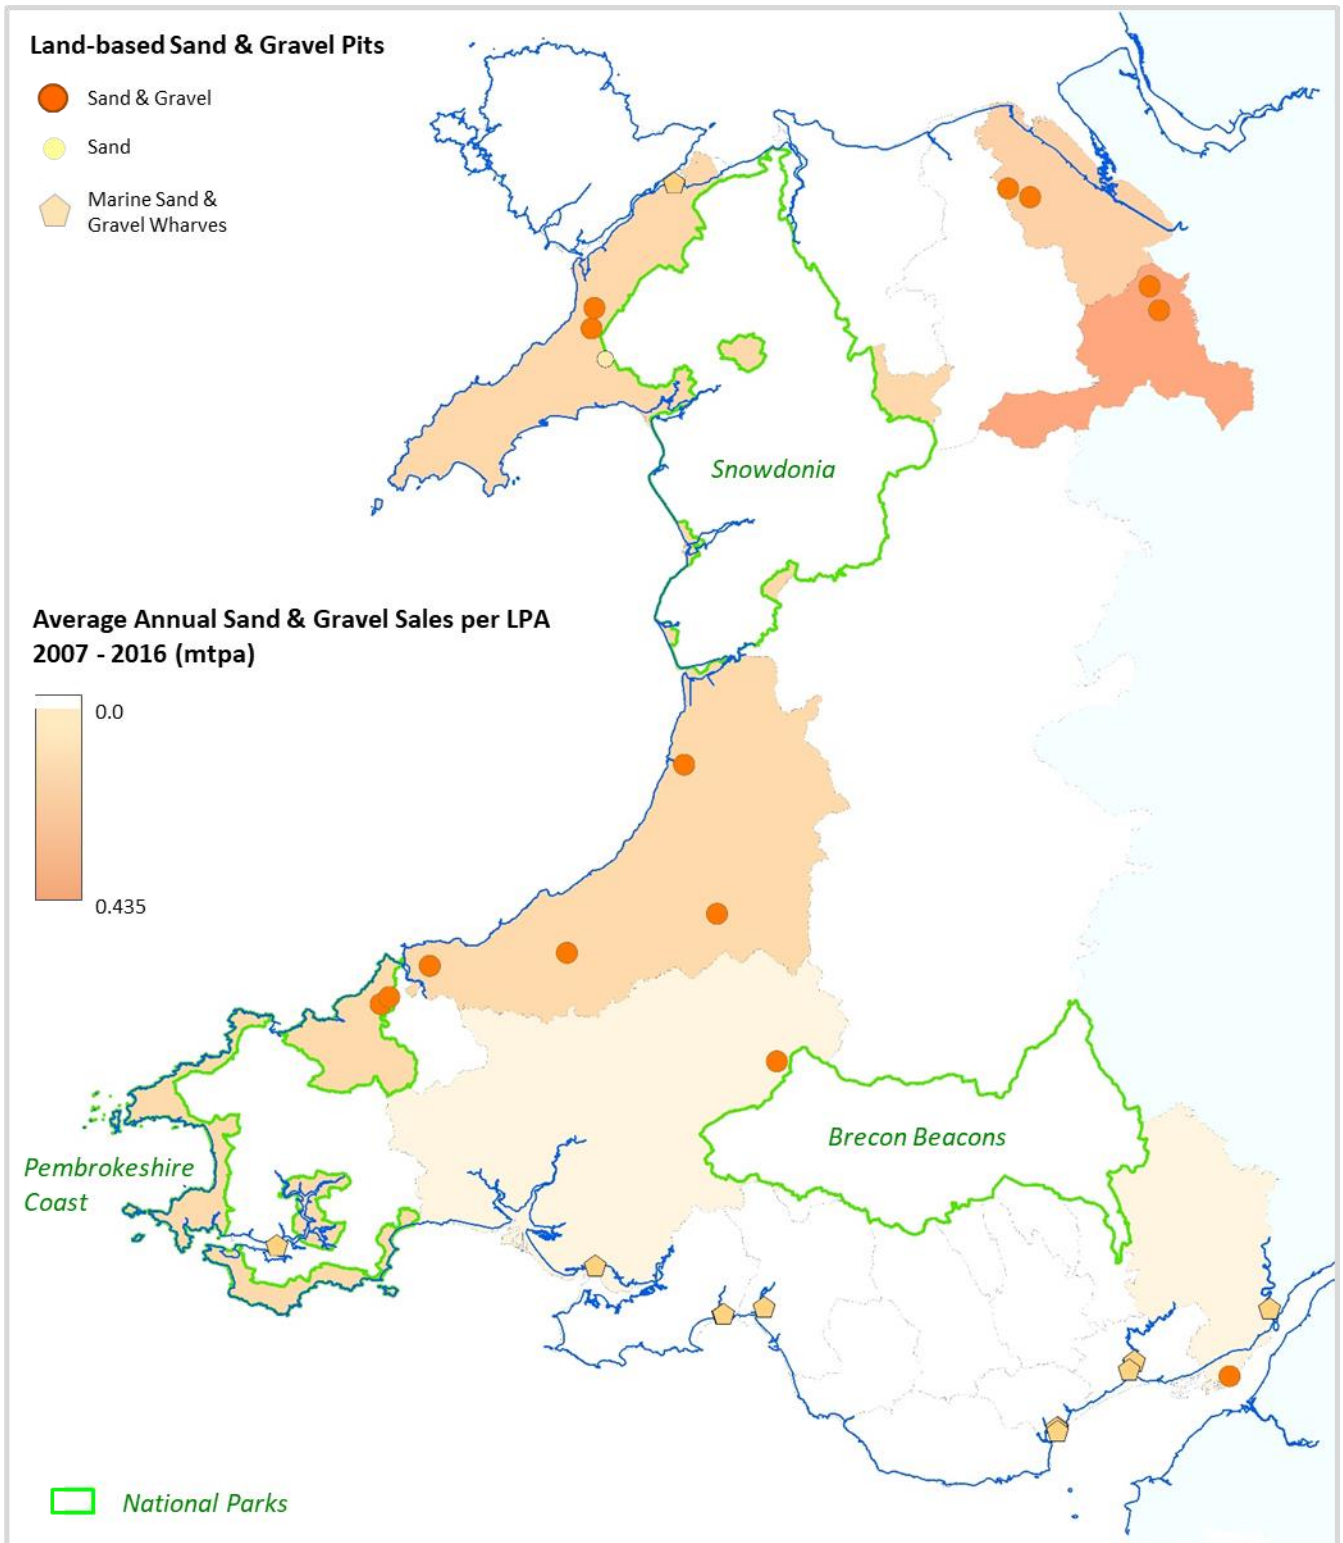 Land-based Sand & Gravel Pits
Sand & Gravel
Sand
Marine Sand &
Gravel Wharves
Snowdonia
Average Annual Sand & Gravel Sales per LPA
2007 - 2016 (mtpa)
0.0
0.435
Brecon Beacons
Pembrokeshire
Coast
National Parks